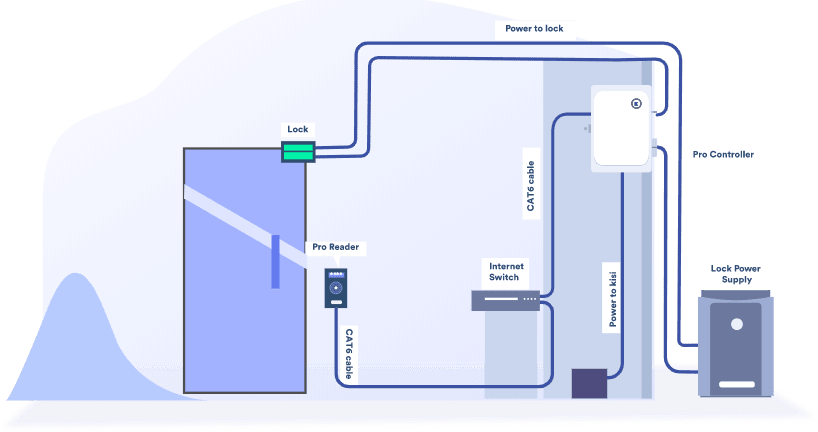 Power to lock
Lock
Pro Controller
CAT6 cable
Pro Reader
Internet
Switch
Power to kisi
Lock Power
Supply
CAT6 cable